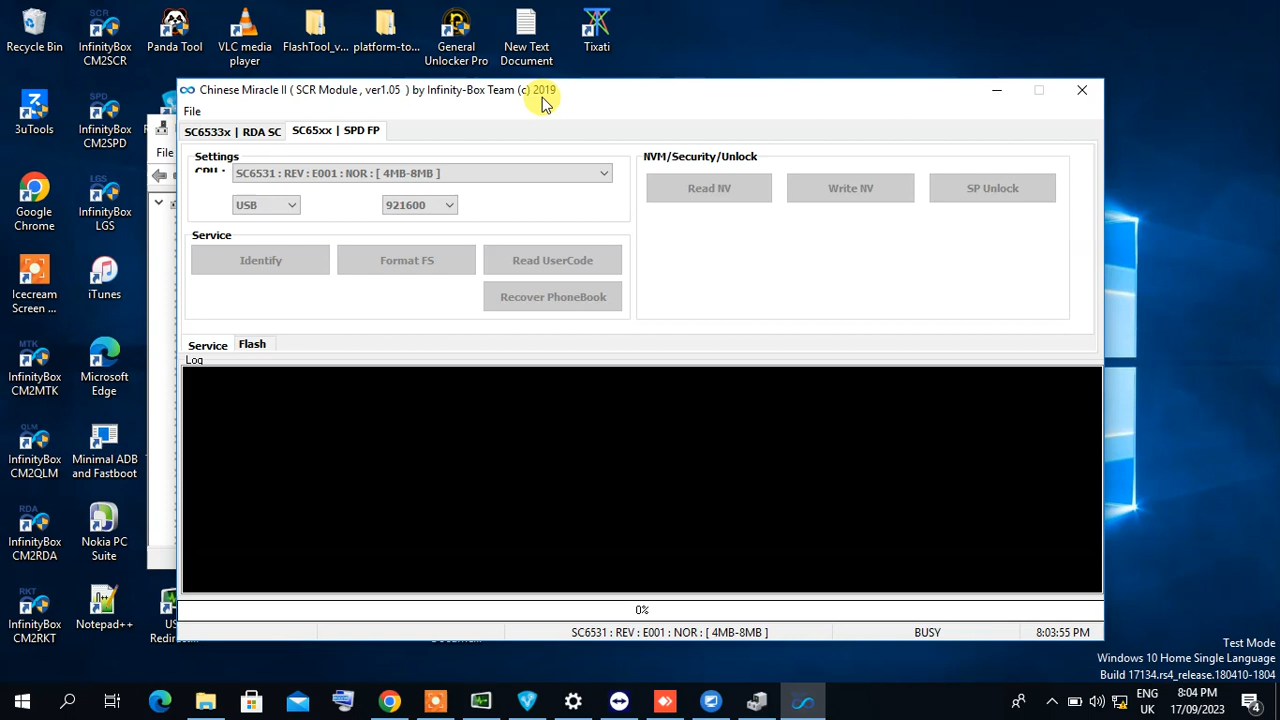 Recycle Bin
InfinityBox
CM2SCR
Panda Tool
VLC media
player
FlashTool_v...
platform-to...
General
Unlocker Pro
New Text
Document
Tixati
3uTools
InfinityBox
CM2SPD
Google
Chrome
InfinityBox
LGS
Icecream
Screen ...
iTunes
InfinityBox
CM2MTK
Microsoft
Edge
InfinityBox
CM2QLM
Minimal ADB
and Fastboot
InfinityBox
CM2RDA
Nokia PC
Suite
InfinityBox
CM2RKT
Notepad++
File
Chinese Miracle II ( SCR Module , ver1.05 ) by Infinity-Box Team (c) 2019
File
SC6533x | RDA SC
SC65xx | SPD FP
Settings
CPU :
SC6531 : REV : E001 : NOR : [ 4MB-8MB ]
USB
921600
Service
Identify
Format FS
Read UserCode
Recover PhoneBook
NVM/Security/Unlock
Read NV
Write NV
SP Unlock
Service
Flash
Log
0%
SC6531 : REV : E001 : NOR : [ 4MB-8MB ]
BUSY
8:03:55 PM
Test Mode
Windows 10 Home Single Language
Build 17134.rs4_release.180410-1804
ENG
UK
8:04 PM
17/09/2023
4